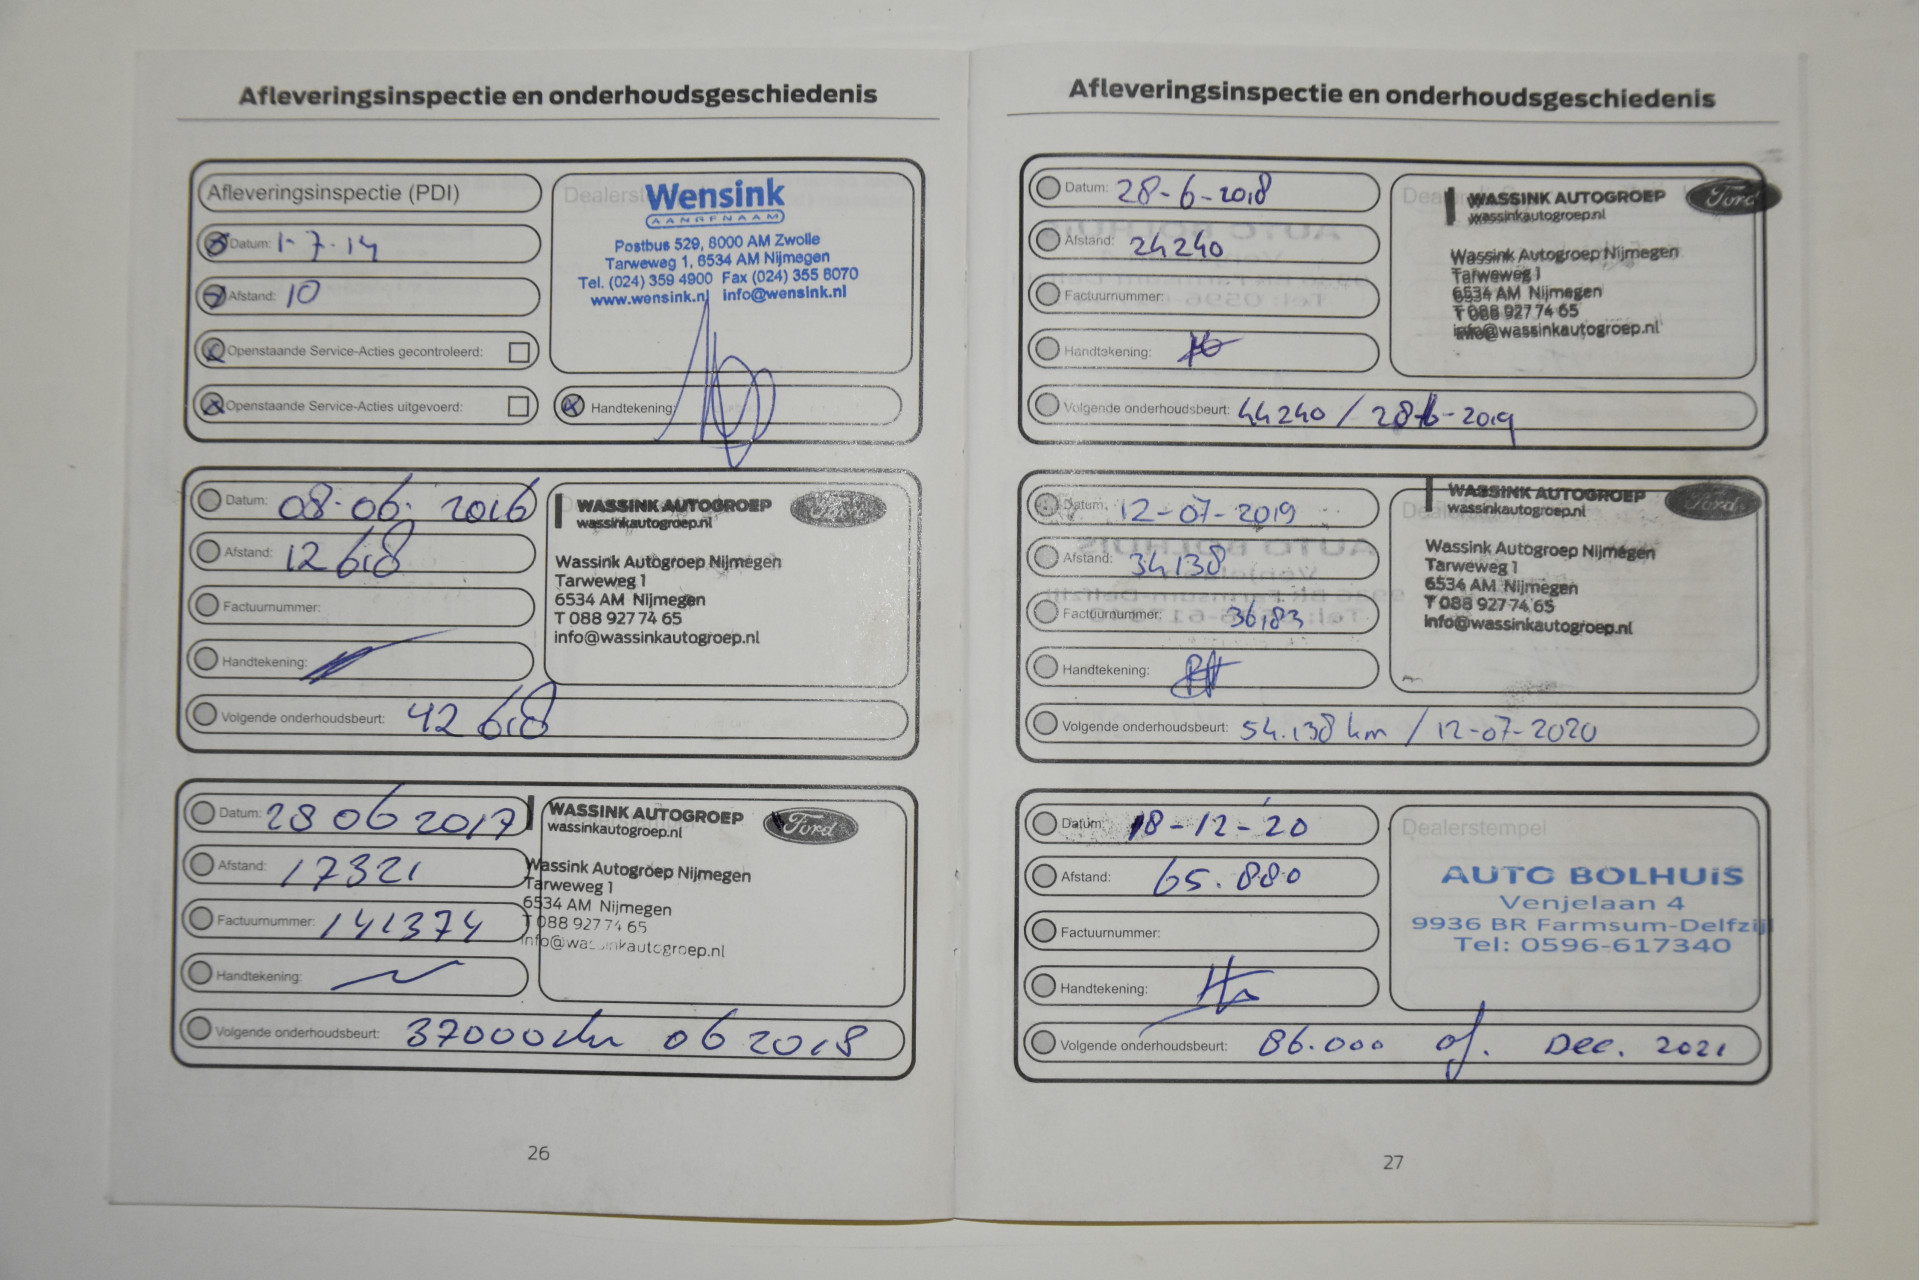 Afleveringsinspectie en onderhoudsgeschiedenis
Afleveringsinspectie (PDI)
Datum: 1-7-14
Afstand: 10
Openstaande Service-Acties gecontroleerd:
Openstaande Service-Acties uitgevoerd:
Wensink
AANGENAAM
Postbus 529, 8000 AM Zwolle
Tarweweg 1, 6534 AM Nijmegen
Tel. (024) 359 4900 Fax (024) 355 8070
www.wensink.nl info@wensink.nl
Handtekening:
Datum: 08-06-2016
Afstand: 12618
Factuurnummer:
Handtekening:
Volgende onderhoudsbeurt: 42618
WASSINK AUTOGROEP
wassinkautogroep.nl
Ford
Wassink Autogroep Nijmegen
Tarweweg 1
6534 AM Nijmegen
T 088 927 74 65
info@wassinkautogroep.nl
Datum: 28 06 2017
Afstand: 17321
Factuurnummer: 141374
Handtekening:
Volgende onderhoudsbeurt: 37000 km 06 2018
WASSINK AUTOGROEP
wassinkautogroep.nl
Ford
Wassink Autogroep Nijmegen
Tarweweg 1
6534 AM Nijmegen
T 088 927 74 65
info@wassinkautogroep.nl
26
Afleveringsinspectie en onderhoudsgeschiedenis
Datum: 28-6-2018
Afstand: 24240
Factuurnummer:
Handtekening:
Volgende onderhoudsbeurt: 44240 / 28-6-2019
WASSINK AUTOGROEP
wassinkautogroep.nl
Ford
Wassink Autogroep Nijmegen
Tarweweg 1
6534 AM Nijmegen
T 088 927 74 65
info@wassinkautogroep.nl
Datum: 12-07-2019
Afstand: 34138
Factuurnummer: 36183
Handtekening:
Volgende onderhoudsbeurt: 54.138 km / 12-07-2020
WASSINK AUTOGROEP
wassinkautogroep.nl
Ford
Wassink Autogroep Nijmegen
Tarweweg 1
6534 AM Nijmegen
T 088 927 74 65
info@wassinkautogroep.nl
Datum: 18-12-20
Afstand: 65.880
Factuurnummer:
Handtekening:
Volgende onderhoudsbeurt: 86.000 of. Dec. 2021
Dealerstempel
AUTO BOLHUIS
Venjelaan 4
9936 BR Farmsum-Delfzijl
Tel: 0596-617340
27